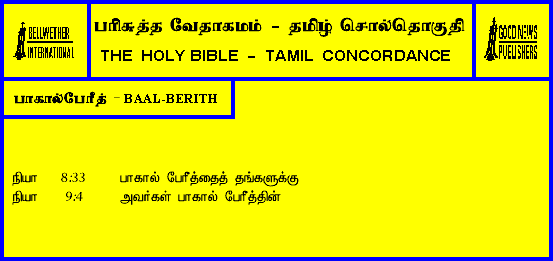 BELLWETHER
INTERNATIONAL
பரிசுத்த வேதாகமம் - தமிழ் சொல்தொகுதி
THE HOLY BIBLE - TAMIL CONCORDANCE
GOOD NEWS
PUBLISHERS
பாகால்பேரீத் - BAAL-BERITH
நியா 8:33 பாகால் பேரீத்தைத் தங்களுக்கு
நியா 9:4 அவர்கள் பாகால் பேரீத்தின்